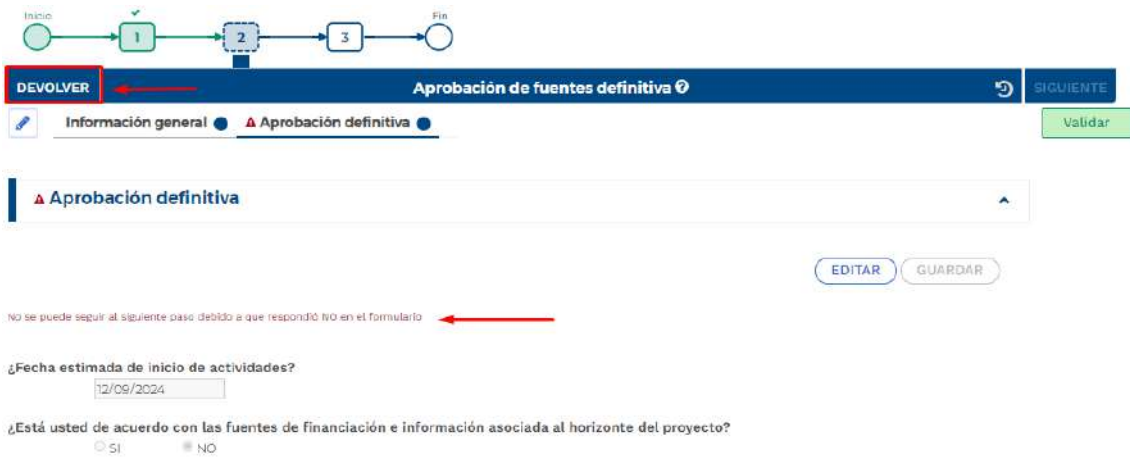 Inicio
Fin
1
2
3
DEVOLVER
Aprobación de fuentes definitiva ?
SIGUIENTE
Información general
Aprobación definitiva
Validar
Aprobación definitiva
EDITAR
GUARDAR
No se puede seguir al siguiente paso debido a que respondió NO en el formulario
¿Fecha estimada de inicio de actividades?
12/09/2024
¿Está usted de acuerdo con las fuentes de financiación e información asociada al horizonte del proyecto?
SI NO